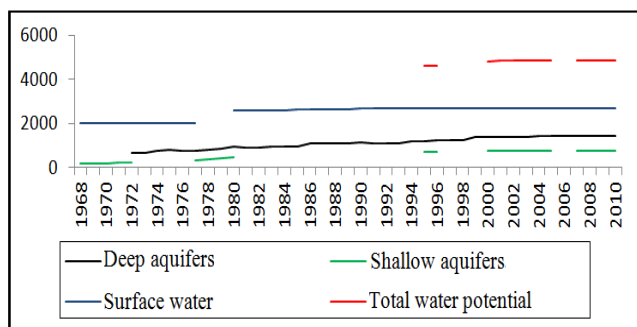 6000
4000
2000
0
1968 1970 1972 1974 1976 1978 1980 1982 1984 1986 1988 1990 1992 1994 1996 1998 2000 2002 2004 2006 2008 2010
Deep aquifers Shallow aquifers
Surface water Total water potential